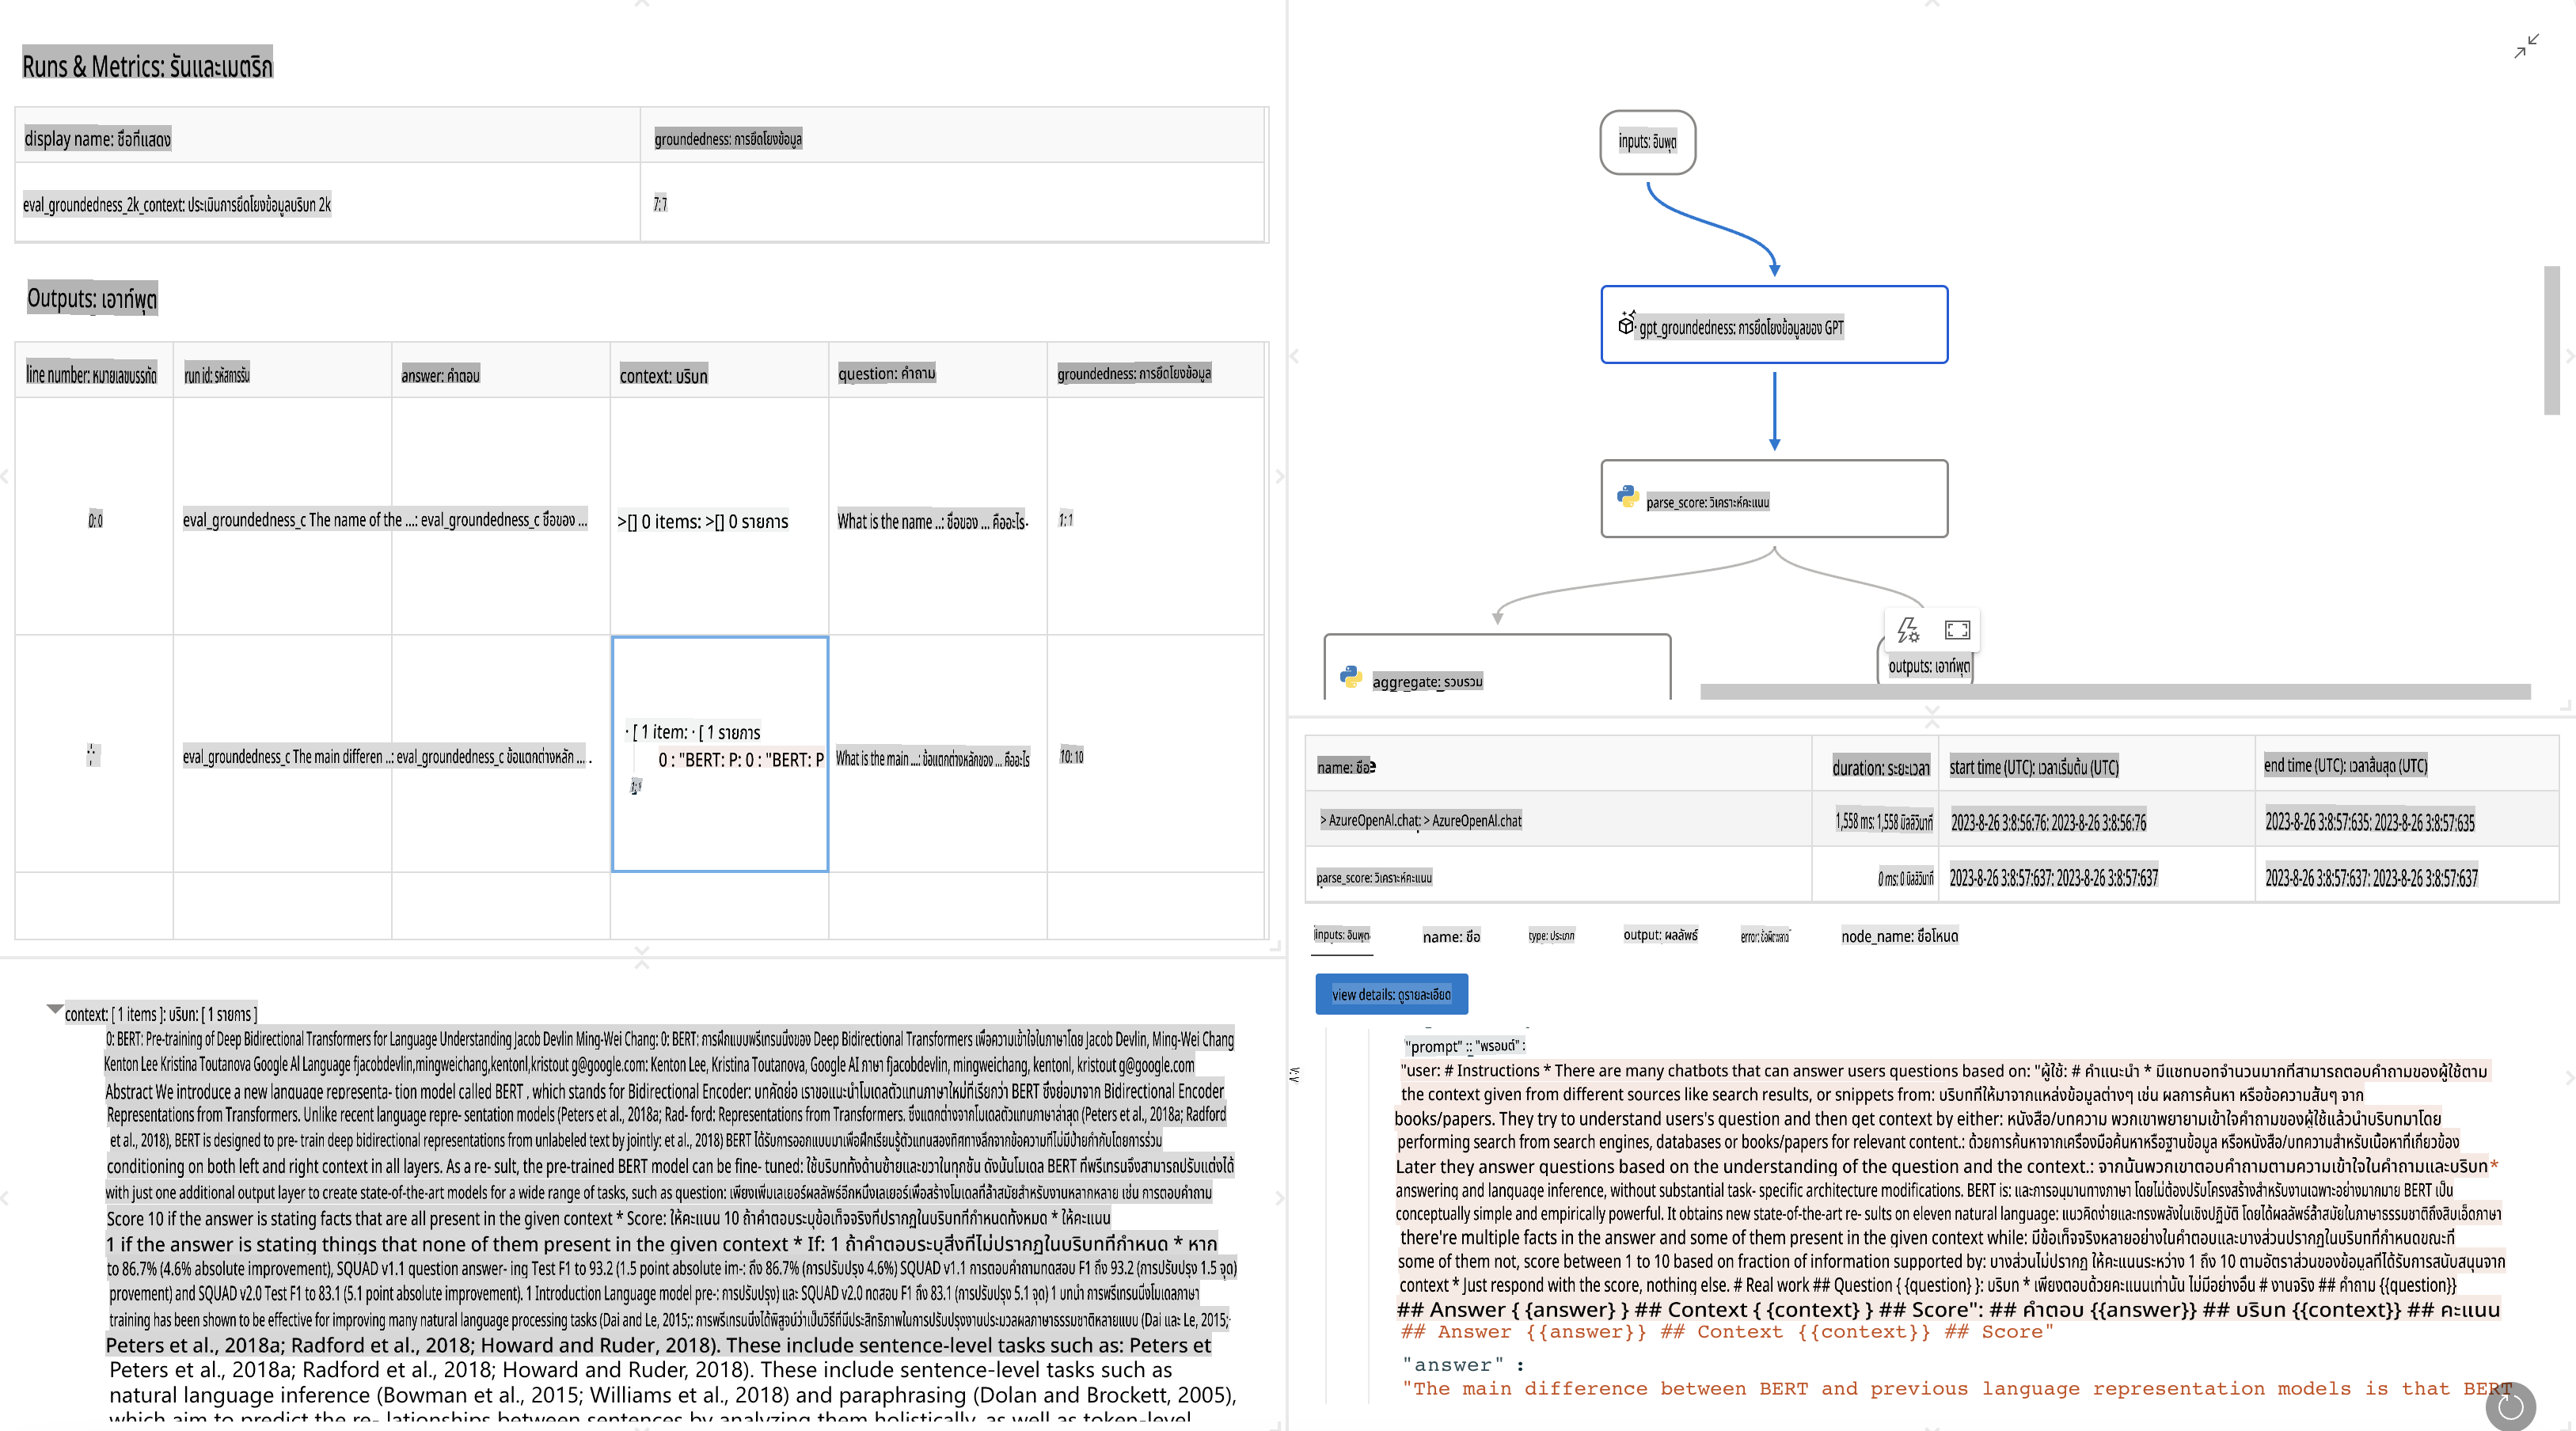 Runs & Metrics: รันและเมตริก
display name: ชื่อที่แสดง
groundedness: การยึดโยงข้อมูล
eval_groundedness_2k_context: ประเมินการยึดโยงข้อมูลบริบท 2k
7: 7
Outputs: เอาท์พุต
line number: หมายเลขบรรทัด
run id: รหัสการรัน
answer: คำตอบ
context: บริบท
question: คำถาม
groundedness: การยึดโยงข้อมูล
0: 0
eval_groundedness_c The name of the ...: eval_groundedness_c ชื่อของ ...
>[] 0 items: >[] 0 รายการ
What is the name ..: ชื่อของ ... คืออะไร.
1: 1
eval_groundedness_c The main differen ..: eval_groundedness_c ข้อแตกต่างหลัก ... .
· [ 1 item: · [ 1 รายการ
0 : "BERT: P: 0 : "BERT: P
What is the main ...: ข้อแตกต่างหลักของ ... คืออะไร
10: 10
context: [ 1 items ]: บริบท: [ 1 รายการ ]
0: BERT: Pre-training of Deep Bidirectional Transformers for Language Understanding Jacob Devlin Ming-Wei Chang: 0: BERT: การฝึกแบบพรีเทรนนิ่งของ Deep Bidirectional Transformers เพื่อความเข้าใจในภาษาโดย Jacob Devlin, Ming-Wei Chang
Kenton Lee Kristina Toutanova Google AI Language fjacobdevlin,mingweichang,kentonl,kristout g@google.com: Kenton Lee, Kristina Toutanova, Google AI ภาษา fjacobdevlin, mingweichang, kentonl, kristout g@google.com
Abstract We introduce a new language representa- tion model called BERT , which stands for Bidirectional Encoder: บทคัดย่อ เราขอแนะนำโมเดลตัวแทนภาษาใหม่ที่เรียกว่า BERT ซึ่งย่อมาจาก Bidirectional Encoder
Representations from Transformers. Unlike recent language repre- sentation models (Peters et al., 2018a; Rad- ford: Representations from Transformers. ซึ่งแตกต่างจากโมเดลตัวแทนภาษาล่าสุด (Peters et al., 2018a; Radford
et al., 2018), BERT is designed to pre- train deep bidirectional representations from unlabeled text by jointly: et al., 2018) BERT ได้รับการออกแบบมาเพื่อฝึกเรียนรู้ตัวแทนสองทิศทางลึกจากข้อความที่ไม่มีป้ายกำกับโดยการร่วม
conditioning on both left and right context in all layers. As a re- sult, the pre-trained BERT model can be fine- tuned: ใช้บริบททั้งด้านซ้ายและขวาในทุกชั้น ดังนั้นโมเดล BERT ที่พรีเทรนจึงสามารถปรับแต่งได้
with just one additional output layer to create state-of-the-art models for a wide range of tasks, such as question: เพียงเพิ่มเลเยอร์ผลลัพธ์อีกหนึ่งเลเยอร์เพื่อสร้างโมเดลที่ล้ำสมัยสำหรับงานหลากหลาย เช่น การตอบคำถาม
Score 10 if the answer is stating facts that are all present in the given context * Score: ให้คะแนน 10 ถ้าคำตอบระบุข้อเท็จจริงที่ปรากฏในบริบทที่กำหนดทั้งหมด * ให้คะแนน
1 if the answer is stating things that none of them present in the given context * If: 1 ถ้าคำตอบระบุสิ่งที่ไม่ปรากฏในบริบทที่กำหนด * หาก
to 86.7% (4.6% absolute improvement), SQUAD v1.1 question answer- ing Test F1 to 93.2 (1.5 point absolute im-: ถึง 86.7% (การปรับปรุง 4.6%) SQUAD v1.1 การตอบคำถามทดสอบ F1 ถึง 93.2 (การปรับปรุง 1.5 จุด)
provement) and SQUAD v2.0 Test F1 to 83.1 (5.1 point absolute improvement). 1 Introduction Language model pre-: การปรับปรุง) และ SQUAD v2.0 ทดสอบ F1 ถึง 83.1 (การปรับปรุง 5.1 จุด) 1 บทนำ การพรีเทรนนิ่งโมเดลภาษา
training has been shown to be effective for improving many natural language processing tasks (Dai and Le, 2015;: การพรีเทรนนิ่งได้พิสูจน์ว่าเป็นวิธีที่มีประสิทธิภาพในการปรับปรุงงานประมวลผลภาษาธรรมชาติหลายแบบ (Dai และ Le, 2015;
Peters et al., 2018a; Radford et al., 2018; Howard and Ruder, 2018). These include sentence-level tasks such as: Peters et
Peters et al., 2018a; Radford et al., 2018; Howard and Ruder, 2018). These include sentence-level tasks such as
natural language inference (Bowman et al., 2015; Williams et al., 2018) and paraphrasing (Dolan and Brockett, 2005),
which aim to predict the re- lationships between sentences by analyzing them holistically, as well as token-level
inputs: อินพุต
gpt_groundedness: การยึดโยงข้อมูลของ GPT
parse_score: วิเคราะห์คะแนน
aggregate: รวบรวม
outputs: เอาท์พุต
name: ชื่อ
duration: ระยะเวลา
start time (UTC): เวลาเริ่มต้น (UTC)
end time (UTC): เวลาสิ้นสุด (UTC)
> AzureOpenAl.chat: > AzureOpenAl.chat
1,558 ms: 1,558 มิลลิวินาที
2023-8-26 3:8:56:76: 2023-8-26 3:8:56:76
2023-8-26 3:8:57:635: 2023-8-26 3:8:57:635
parse_score: วิเคราะห์คะแนน
0 ms: 0 มิลลิวินาที
2023-8-26 3:8:57:637: 2023-8-26 3:8:57:637
2023-8-26 3:8:57:637: 2023-8-26 3:8:57:637
inputs: อินพุต
name: ชื่อ
type: ประเภท
output: ผลลัพธ์
error: ข้อผิดพลาด
node_name: ชื่อโหนด
view details: ดูรายละเอียด
"prompt" :: "พรอมต์" :
"user: # Instructions * There are many chatbots that can answer users questions based on: "ผู้ใช้: # คำแนะนำ * มีแชทบอทจำนวนมากที่สามารถตอบคำถามของผู้ใช้ตาม
the context given from different sources like search results, or snippets from: บริบทที่ให้มาจากแหล่งข้อมูลต่างๆ เช่น ผลการค้นหา หรือข้อความสั้นๆ จาก
books/papers. They try to understand users's question and then get context by either: หนังสือ/บทความ พวกเขาพยายามเข้าใจคำถามของผู้ใช้แล้วนำบริบทมาโดย
performing search from search engines, databases or books/papers for relevant content.: ด้วยการค้นหาจากเครื่องมือค้นหาหรือฐานข้อมูล หรือหนังสือ/บทความสำหรับเนื้อหาที่เกี่ยวข้อง
Later they answer questions based on the understanding of the question and the context.: จากนั้นพวกเขาตอบคำถามตามความเข้าใจในคำถามและบริบท *
answering and language inference, without substantial task- specific architecture modifications. BERT is: และการอนุมานทางภาษา โดยไม่ต้องปรับโครงสร้างสำหรับงานเฉพาะอย่างมากมาย BERT เป็น
conceptually simple and empirically powerful. It obtains new state-of-the-art re- sults on eleven natural language: แนวคิดง่ายและทรงพลังในเชิงปฏิบัติ โดยได้ผลลัพธ์ล้ำสมัยในภาษาธรรมชาติถึงสิบเอ็ดภาษา
there're multiple facts in the answer and some of them present in the given context while: มีข้อเท็จจริงหลายอย่างในคำตอบและบางส่วนปรากฏในบริบทที่กำหนดขณะที่
some of them not, score between 1 to 10 based on fraction of information supported by: บางส่วนไม่ปรากฏ ให้คะแนนระหว่าง 1 ถึง 10 ตามอัตราส่วนของข้อมูลที่ได้รับการสนับสนุนจาก
context * Just respond with the score, nothing else. # Real work ## Question { {question} }: บริบท * เพียงตอบด้วยคะแนนเท่านั้น ไม่มีอย่างอื่น # งานจริง ## คำถาม {{question}}
## Answer { {answer} } ## Context { {context} } ## Score": ## คำตอบ {{answer}} ## บริบท {{context}} ## คะแนน
## Answer {{answer}} ## Context {{context}} ## Score"
"answer" :
"The main difference between BERT and previous language representation models is that BERT